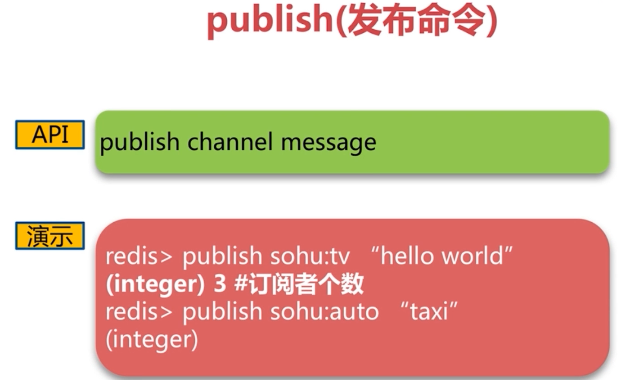 publish(发布命令)
API
publish channel message
演示
redis> publish sohu:tv “hello world”
(integer) 3 #订阅者个数
redis> publish sohu:auto “taxi”
(integer)